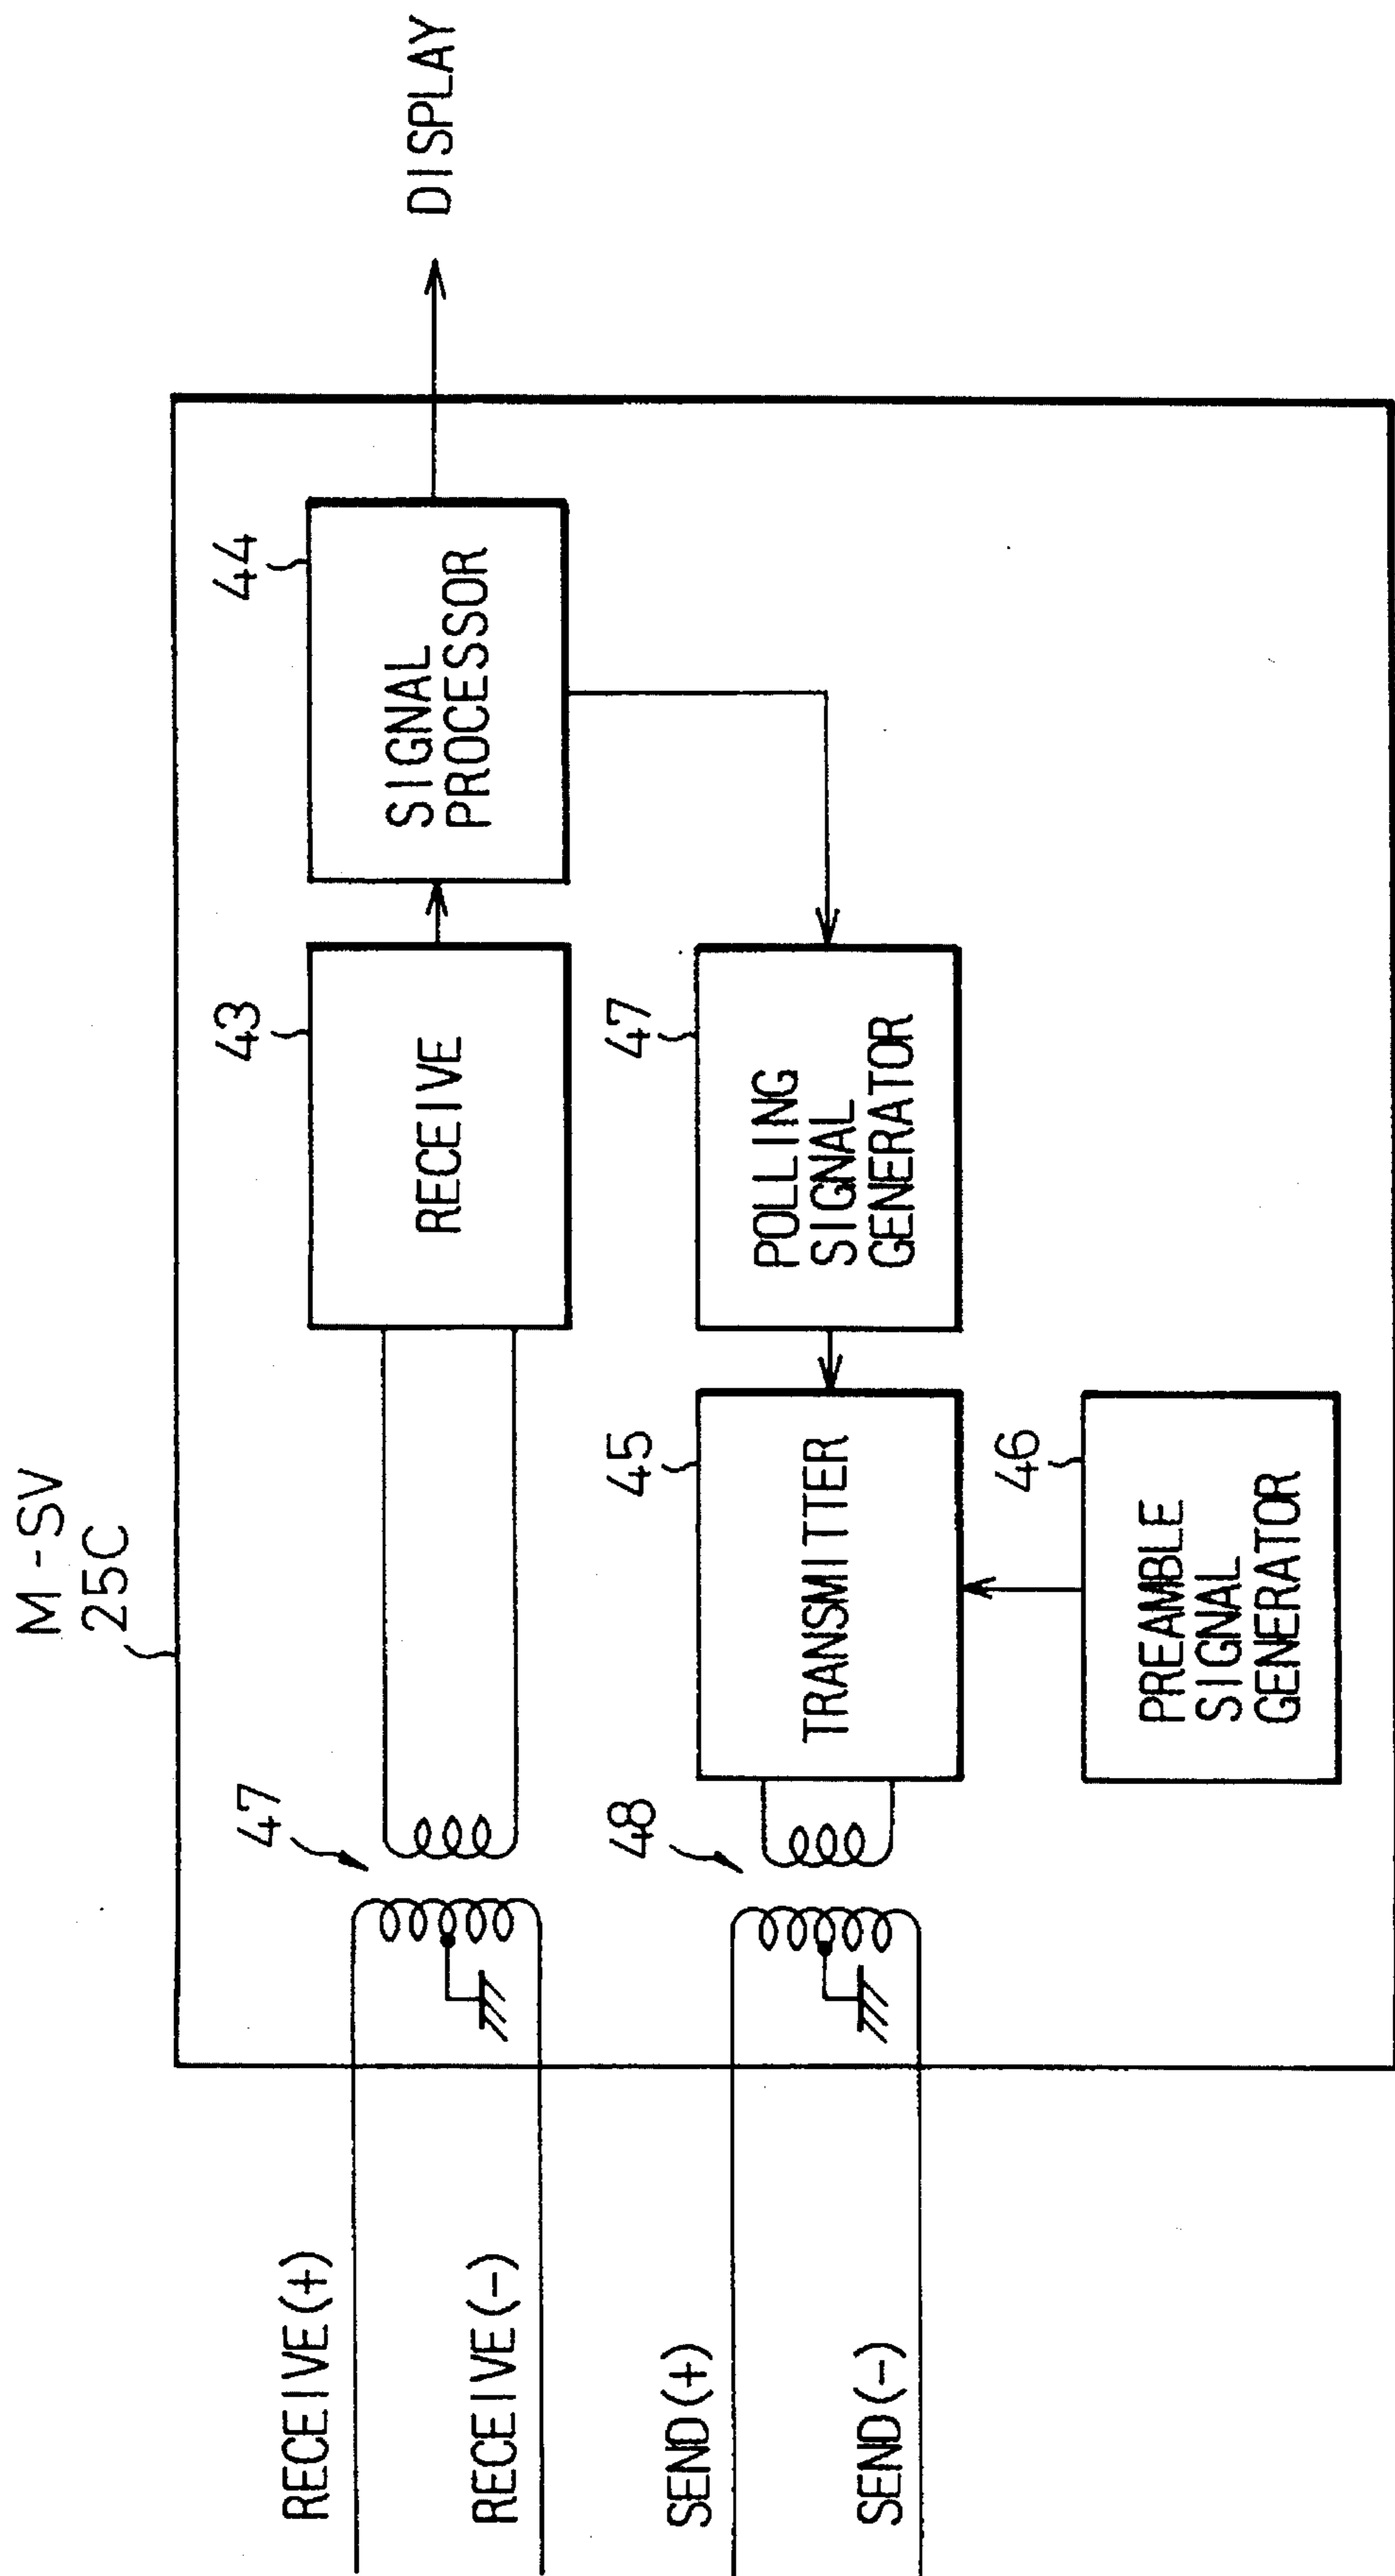 M-SV
25C
47
43
44
RECEIVE(+)
RECEIVE
SIGNAL
PROCESSOR
DISPLAY
RECEIVE(-)
48
45
47
SEND(+)
TRANSMITTER
POLLING
SIGNAL
GENERATOR
SEND(-)
46
PREAMBLE
SIGNAL
GENERATOR